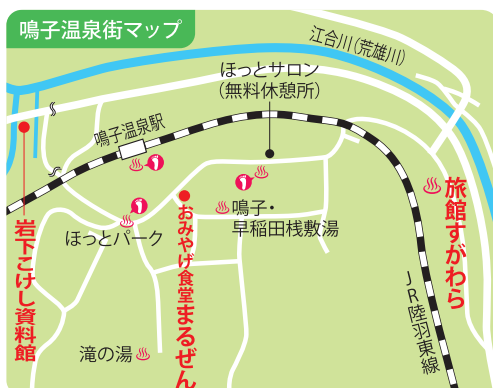 鳴子温泉街マップ
江合川(荒雄川)
ほっとサロン
(無料休憩所)
鳴子温泉駅
旅館すがわら
鳴子・
早稲田桟敷湯
ほっとパーク
おみやげ食堂まるぜん
岩下こけし資料館
JR陸羽東線
滝の湯